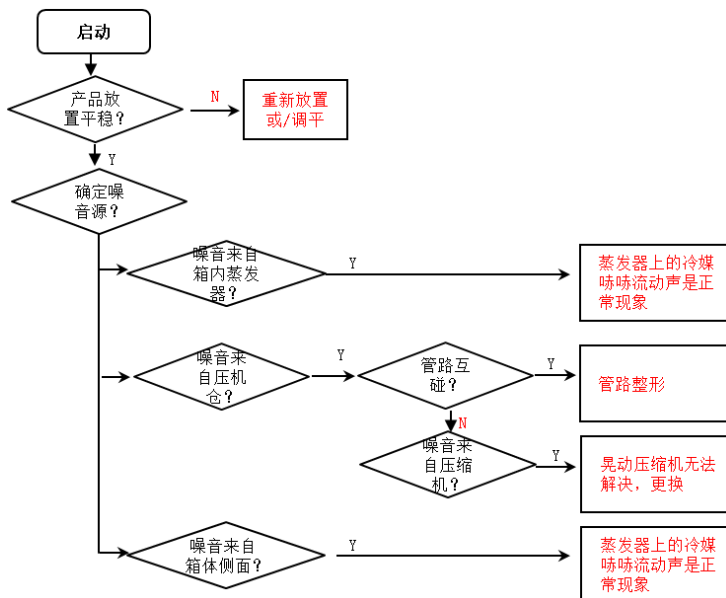 启动
产品放
置平稳？
N
重新放置
或/调平
Y
确定噪
音源？
噪音来自
箱内蒸发
器？
Y
蒸发器上的冷媒
哧哧流动声是正
常现象
噪音来
自压机
仓？
Y
管路互
碰？
Y
管路整形
N
噪音来
自压缩
机？
Y
晃动压缩机无法
解决，更换
噪音来自
箱体侧面？
Y
蒸发器上的冷媒
哧哧流动声是正
常现象